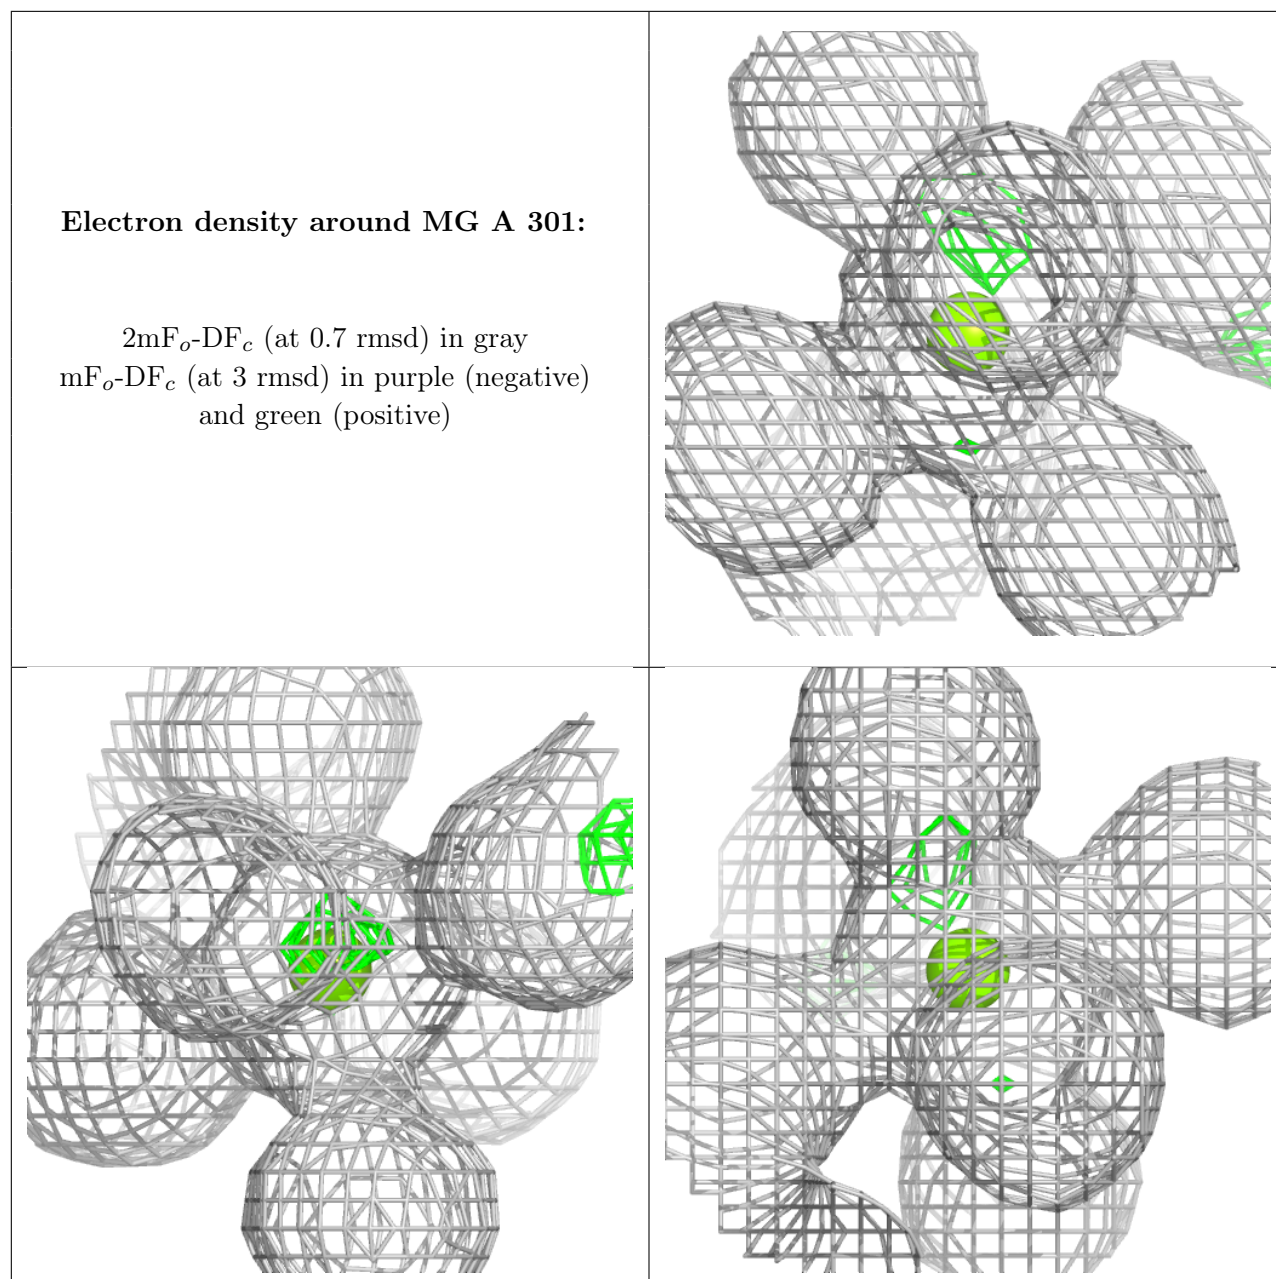 Electron density around MG A 301:
2mFo-DFc (at 0.7 rmsd) in gray
mFo-DFc (at 3 rmsd) in purple (negative)
and green (positive)